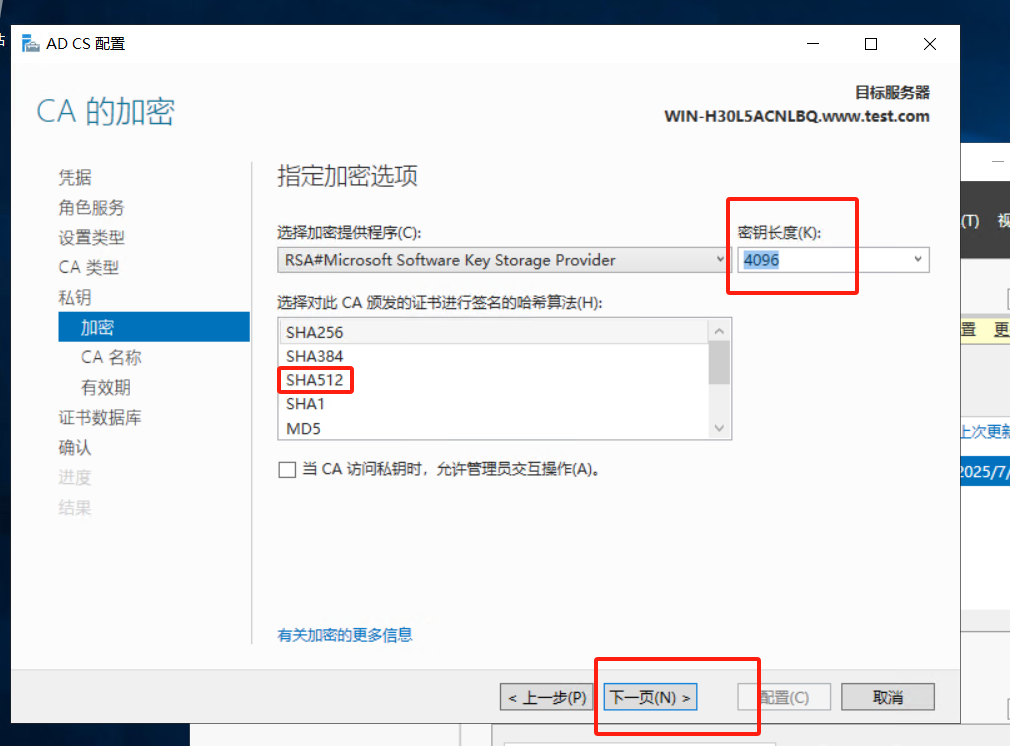 站
AD CS 配置
CA 的加密
目标服务器
WIN-H30L5ACNLBQ.www.test.com
凭据
角色服务
设置类型
CA 类型
私钥
加密
CA 名称
有效期
证书数据库
确认
进度
结果
指定加密选项
选择加密提供程序(C):
密钥长度(K):
RSA#Microsoft Software Key Storage Provider
4096
选择对此 CA 颁发的证书进行签名的哈希算法(H):
SHA256
SHA384
SHA512
SHA1
MD5
当 CA 访问私钥时，允许管理员交互操作(A)。
有关加密的更多信息
< 上一步(P)
下一页(N) >
配置(C)
取消
(T) 视
置 更
上次更新
2025/7/